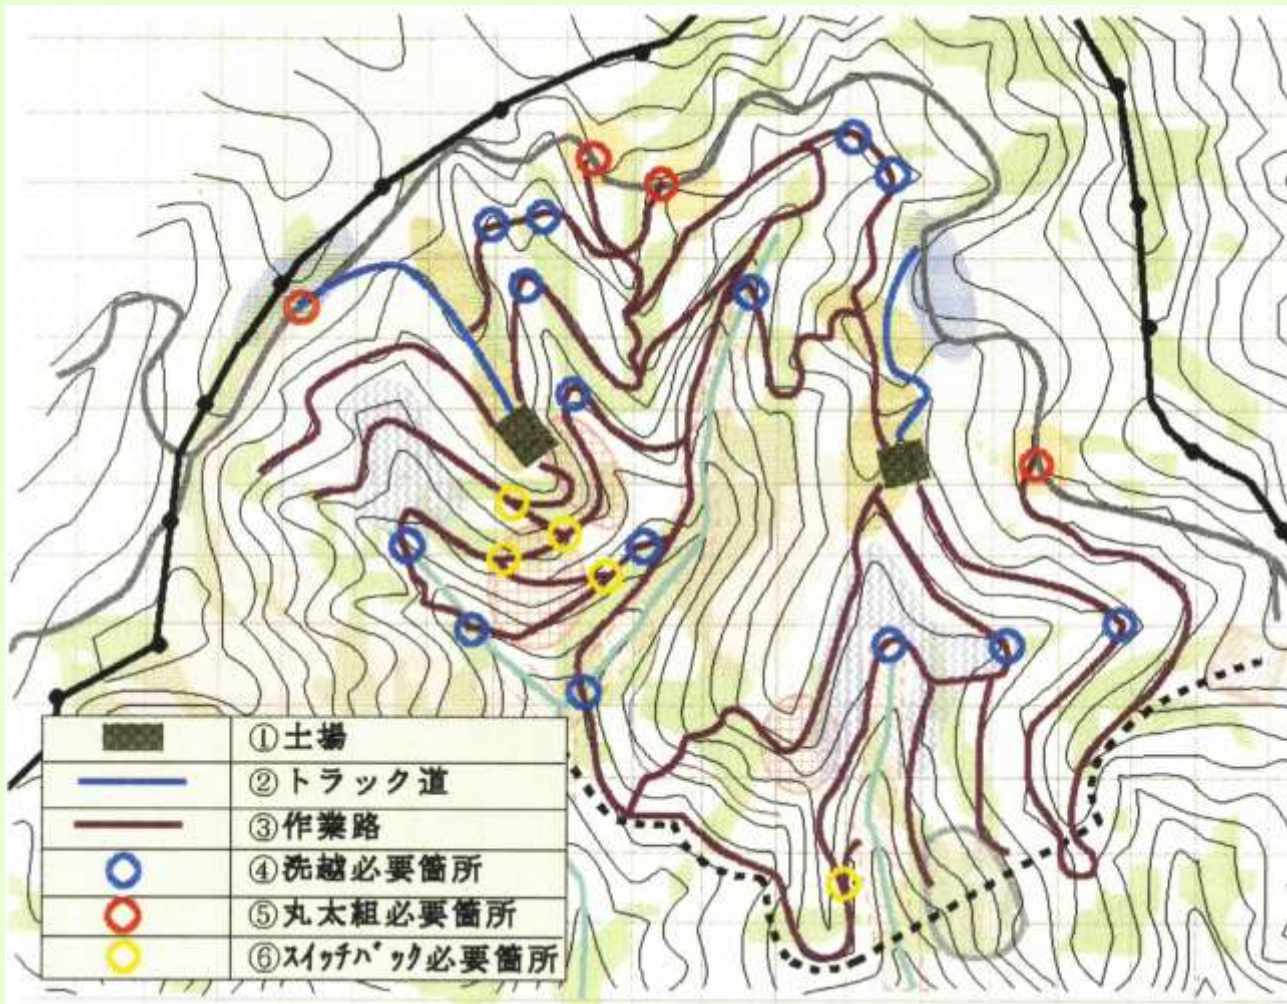 ①土場
②トラック道
③作業路
④洗越必要箇所
⑤丸太組必要箇所
⑥スイッチバック必要箇所